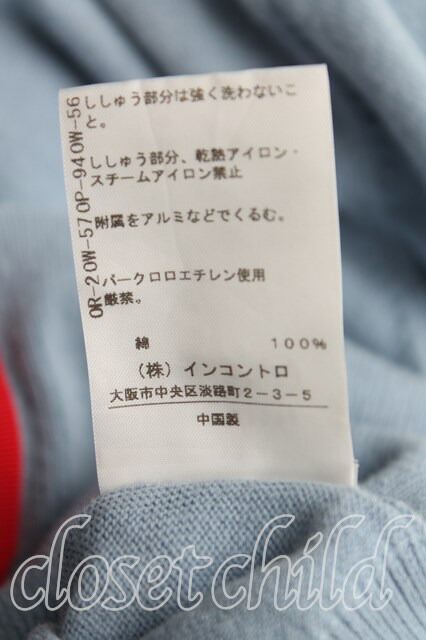 ししゅう部分は強く洗わないこ
と。
ししゅう部分、乾熱アイロン・
スチームアイロン禁止
附属をアルミなどでくるむ。
パークロロエチレン使用
厳禁。
綿 100%
(株) インコントロ
大阪市中央区淡路町2-3-5
中国製
OR-20W-570P-940W-56
closet child